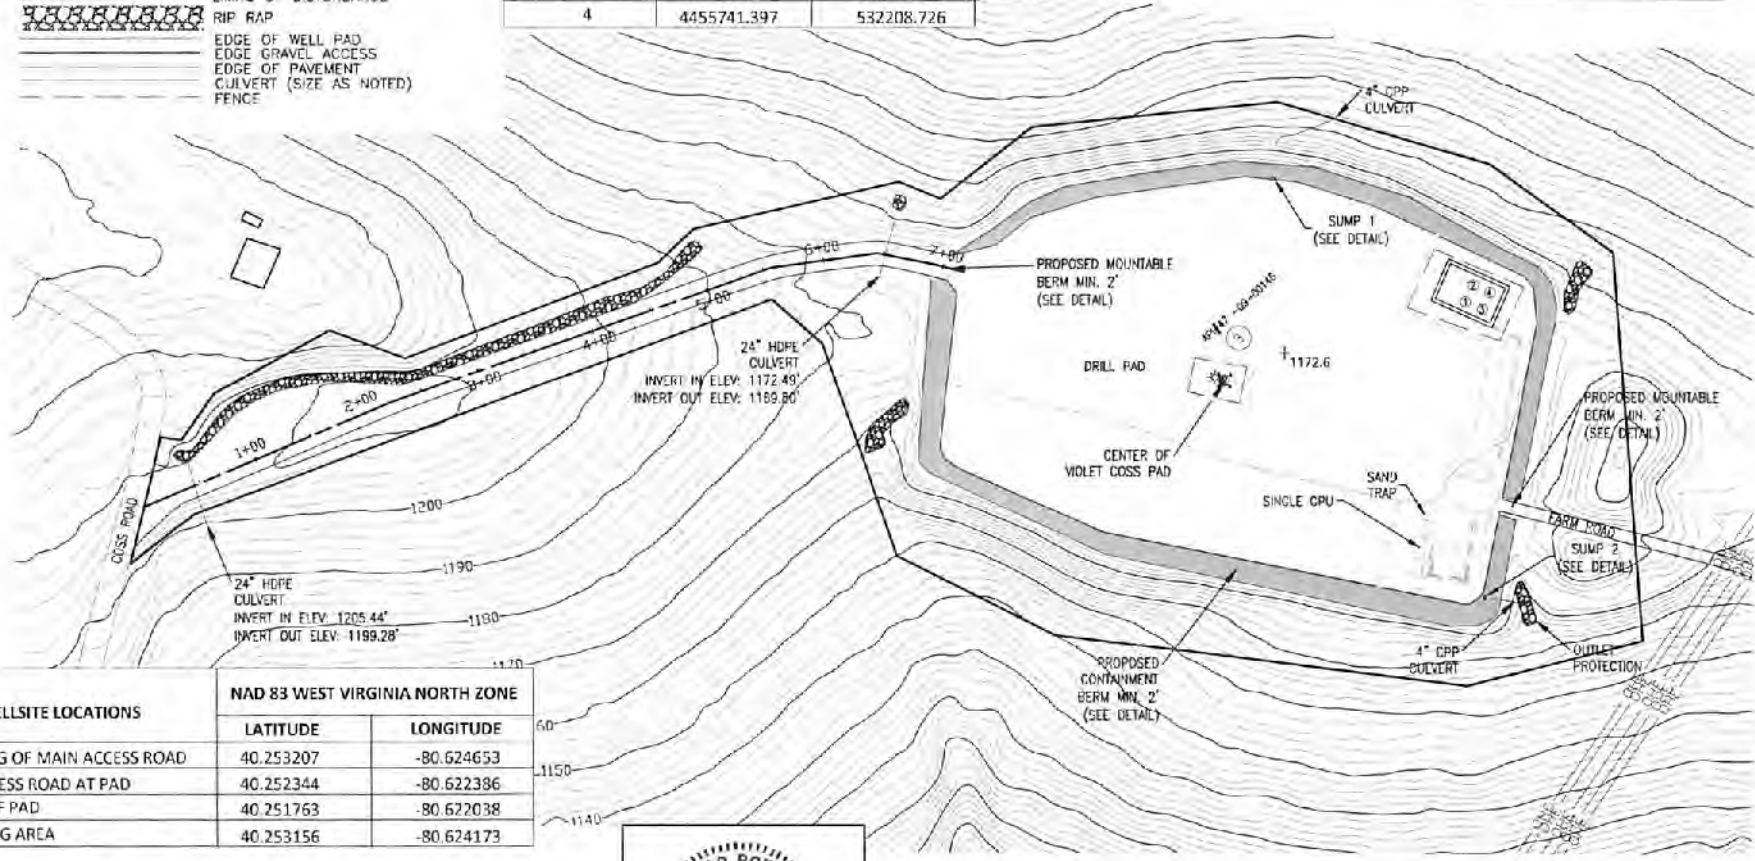 RIP RAP
EDGE OF WELL PAD
EDGE GRAVEL ACCESS
EDGE OF PAVEMENT
CULVERT (SIZE AS NOTED)
FENCE
4 4455741.397 532208.726
4" CPP
CULVERT
SUMP 1
(SEE DETAIL)
6+00
7+00
PROPOSED MOUNTABLE
BERM MIN. 2'
(SEE DETAIL)
5+00
4+00
3+00
2+00
1+00
24" HDPE
CULVERT
INVERT IN ELEV: 1172.49'
INVERT OUT ELEV:
DRILL PAD
1172.6
CENTER OF
VIOLET COSS PAD
PROPOSED MOUNTABLE
BERM MIN. 2'
(SEE DETAIL)
SAND
TRAP
SINGLE GPU
FARM ROAD
SUMP 2
(SEE DETAIL)
COSS ROAD
1200
1190
1180
1170
60
1150
1140
24" HDPE
CULVERT
INVERT IN ELEV: 1205.44'
INVERT OUT ELEV: 1199.28'
PROPOSED
CONTAINMENT
BERM MIN. 2'
(SEE DETAIL)
4" CPP
CULVERT
OUTLET
PROTECTION
ELLSITE LOCATIONS
NAD 83 WEST VIRGINIA NORTH ZONE
LATITUDE LONGITUDE
G OF MAIN ACCESS ROAD 40.253207 -80.624653
ESS ROAD AT PAD 40.252344 -80.622386
F PAD 40.251763 -80.622038
G AREA 40.253156 -80.624173